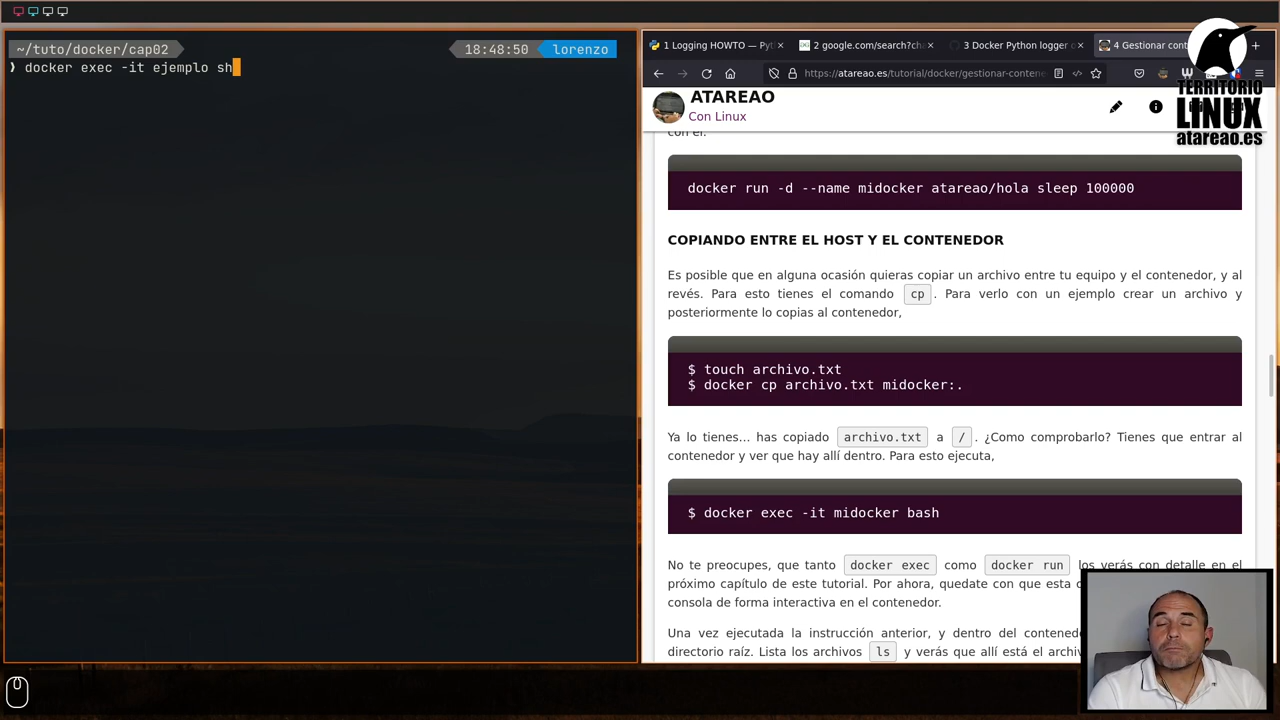 ~/tuto/docker/cap02
18:48:50
lorenzo
❯ docker exec -it ejemplo sh
1 Logging HOWTO — Pyt
2 google.com/search?cha
3 Docker Python logger o
4 Gestionar cont
https://atareao.es/tutorial/docker/gestionar-contene
TERRITORIO
LINUX
atareao.es
ATAREAO
Con Linux
con él.
docker run -d --name midocker atareao/hola sleep 100000
COPIANDO ENTRE EL HOST Y EL CONTENEDOR
Es posible que en alguna ocasión quieras copiar un archivo entre tu equipo y el contenedor, y al
revés. Para esto tienes el comando cp . Para verlo con un ejemplo crear un archivo y
posteriormente lo copias al contenedor,
$ touch archivo.txt
$ docker cp archivo.txt midocker:.
Ya lo tienes… has copiado archivo.txt a / . ¿Como comprobarlo? Tienes que entrar al
contenedor y ver que hay allí dentro. Para esto ejecuta,
$ docker exec -it midocker bash
No te preocupes, que tanto docker exec como docker run los verás con detalle en el
próximo capítulo de este tutorial. Por ahora, quedate con que esta
consola de forma interactiva en el contenedor.
Una vez ejecutada la instrucción anterior, y dentro del contened
directorio raíz. Lista los archivos ls y verás que allí está el archiv